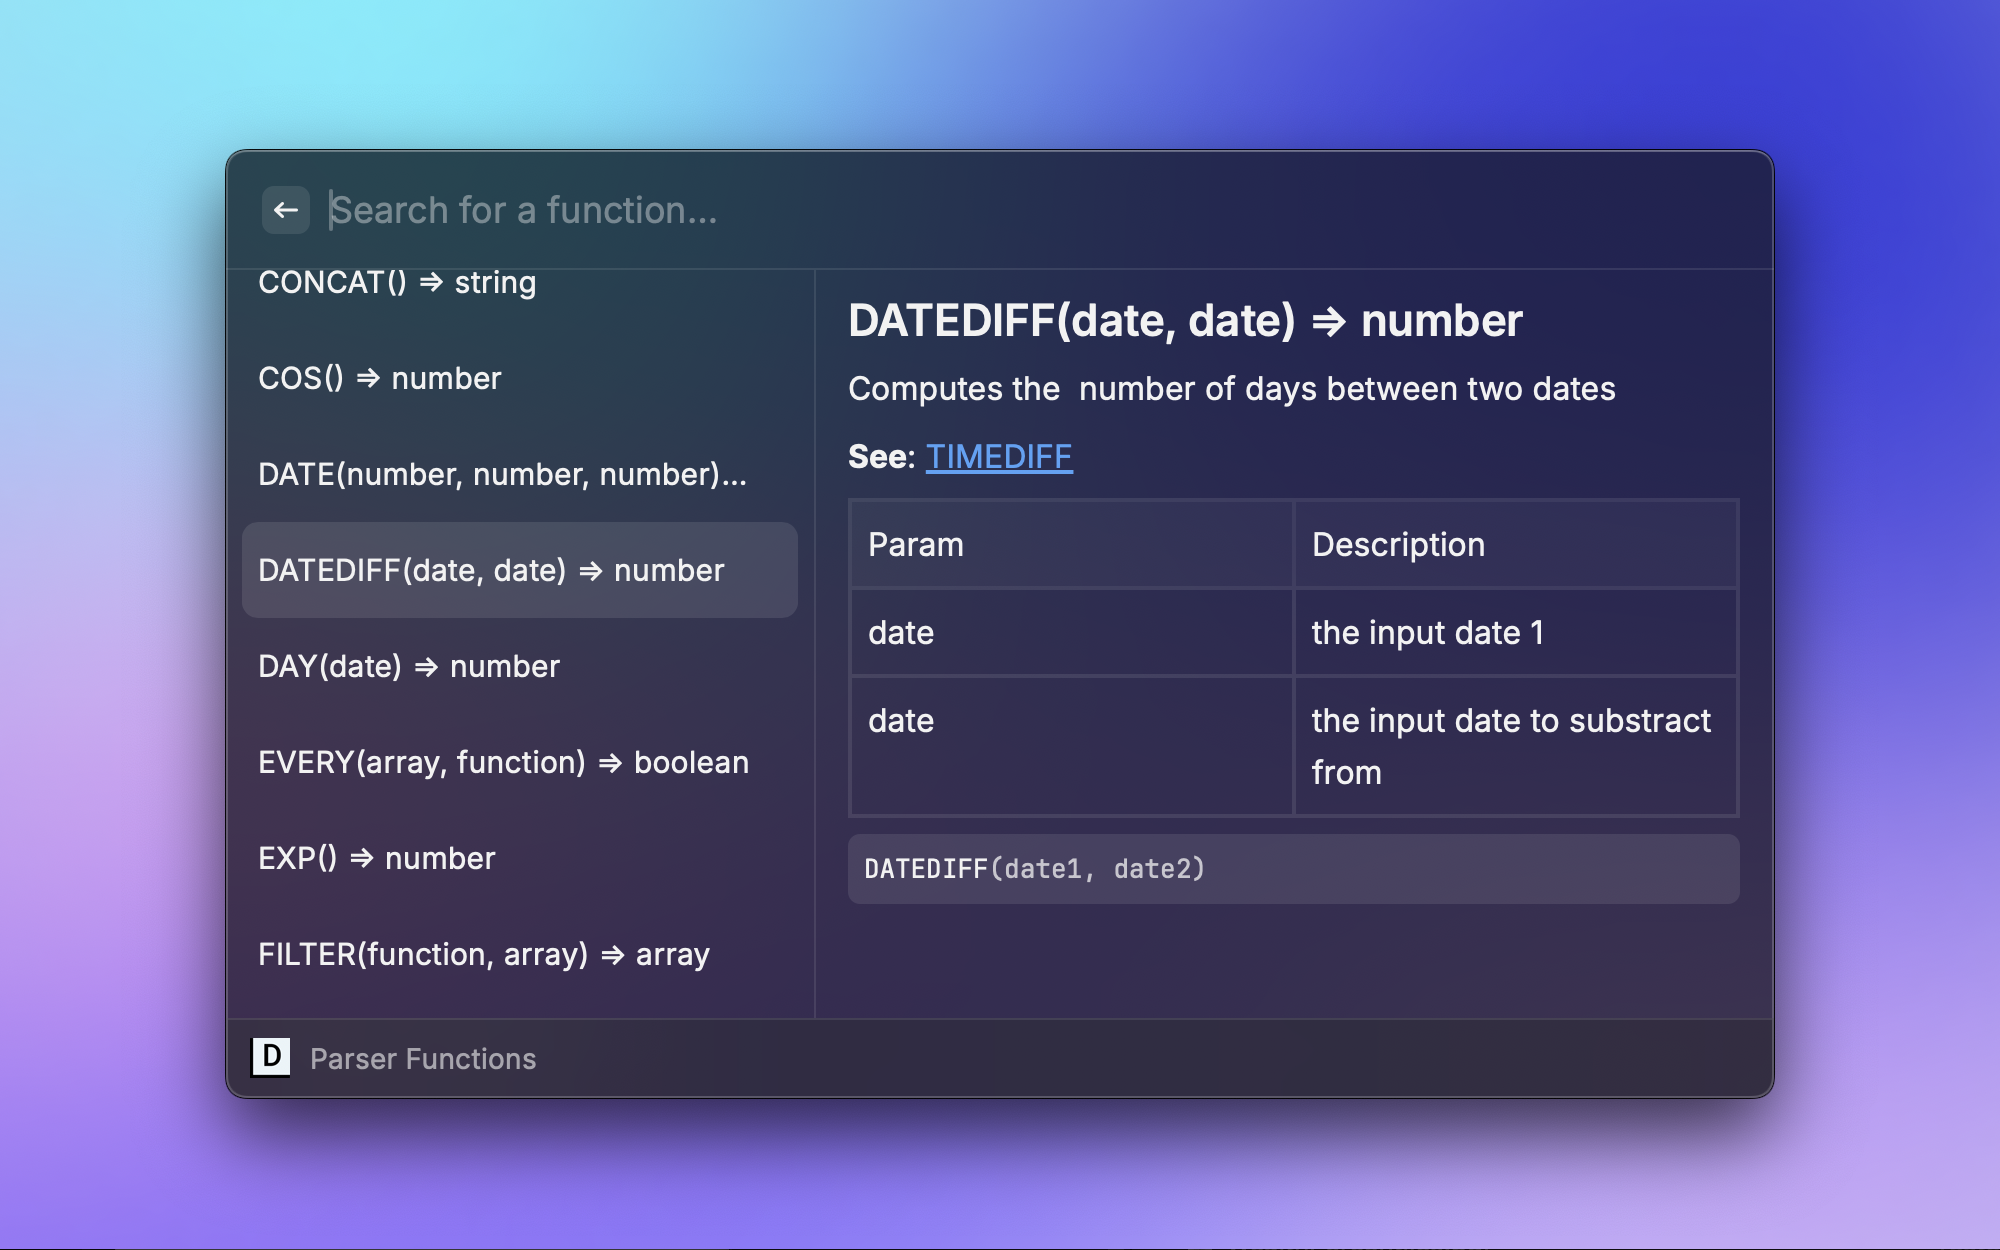 Search for a function...
CONCAT() => string
COS() => number
DATE(number, number, number)...
DATEDIFF(date, date) => number
DAY(date) => number
EVERY(array, function) => boolean
EXP() => number
FILTER(function, array) => array
DATEDIFF(date, date) => number
Computes the  number of days between two dates
See: TIMEDIFF
Param Description
date the input date 1
date the input date to substract
from
DATEDIFF(date1, date2)
D Parser Functions